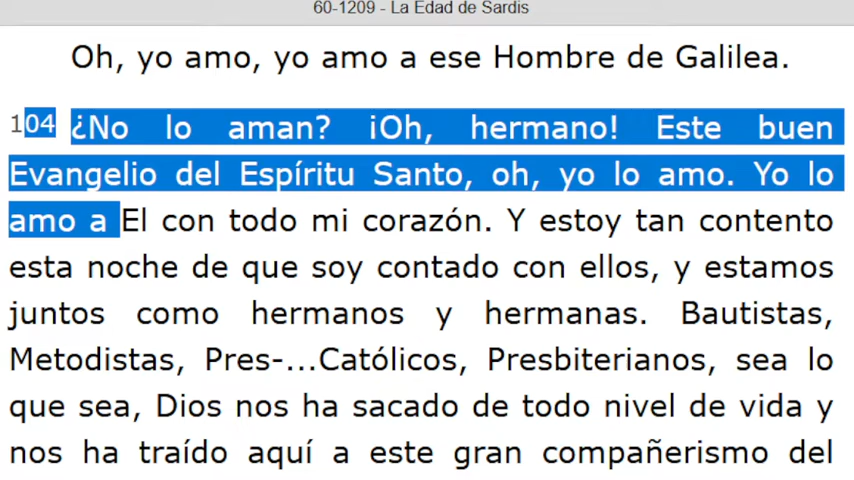 60-1209 - La Edad de Sardis
Oh, yo amo, yo amo a ese Hombre de Galilea.
104 ¿No lo aman? ¡Oh, hermano! Este buen
Evangelio del Espíritu Santo, oh, yo lo amo. Yo lo
amo a El con todo mi corazón. Y estoy tan contento
esta noche de que soy contado con ellos, y estamos
juntos como hermanos y hermanas. Bautistas,
Metodistas, Pres-...Católicos, Presbiterianos, sea lo
que sea, Dios nos ha sacado de todo nivel de vida y
nos ha traído aquí a este gran compañerismo del